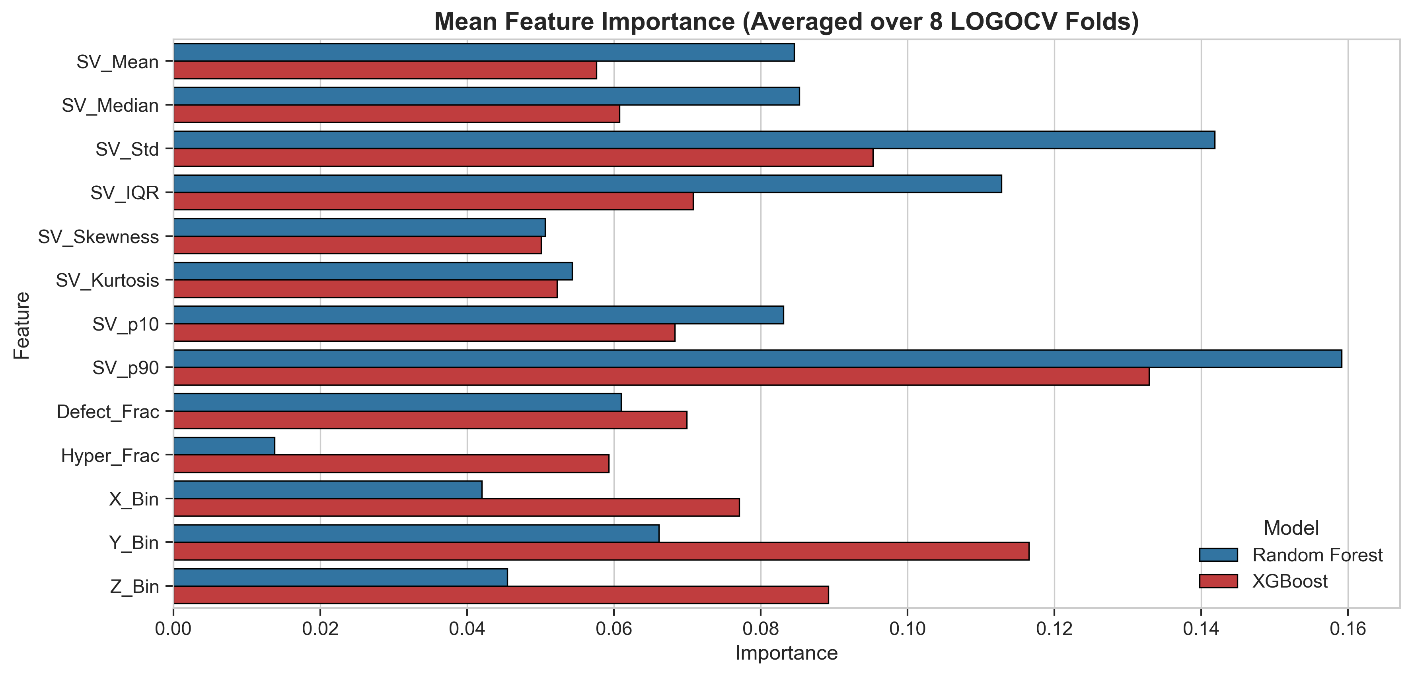 Mean Feature Importance (Averaged over 8 LOGOCV Folds)
SV_Mean
SV_Median
SV_Std
SV_IQR
SV_Skewness
SV_Kurtosis
SV_p10
SV_p90
Defect_Frac
Hyper_Frac
X_Bin
Y_Bin
Z_Bin
Feature
Model
Random Forest
XGBoost
0.00 0.02 0.04 0.06 0.08 0.10 0.12 0.14 0.16
Importance